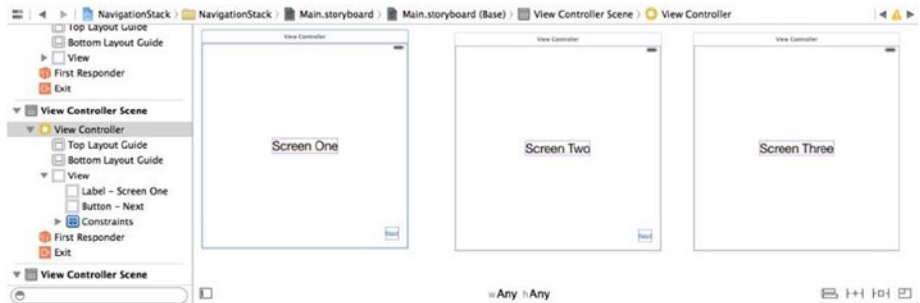 NavigationStack NavigationStack Main.storyboard Main.storyboard (Base) View Controller Scene View Controller
Top Layout Guide
Bottom Layout Guide
View
First Responder
Exit
View Controller Scene
View Controller
Top Layout Guide
Bottom Layout Guide
View
Label - Screen One
Button - Next
Constraints
First Responder
Exit
View Controller Scene
View Controller
Screen One
Next
View Controller
Screen Two
Next
View Controller
Screen Three
wAny hAny